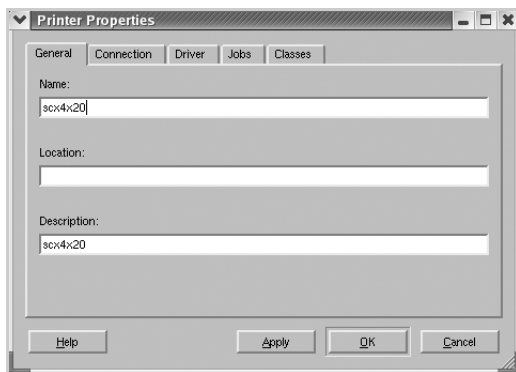 Printer Properties
General Connection Driver Jobs Classes
Name:
scx4x20
Location:
Description:
scx4x20
Help Apply OK Cancel